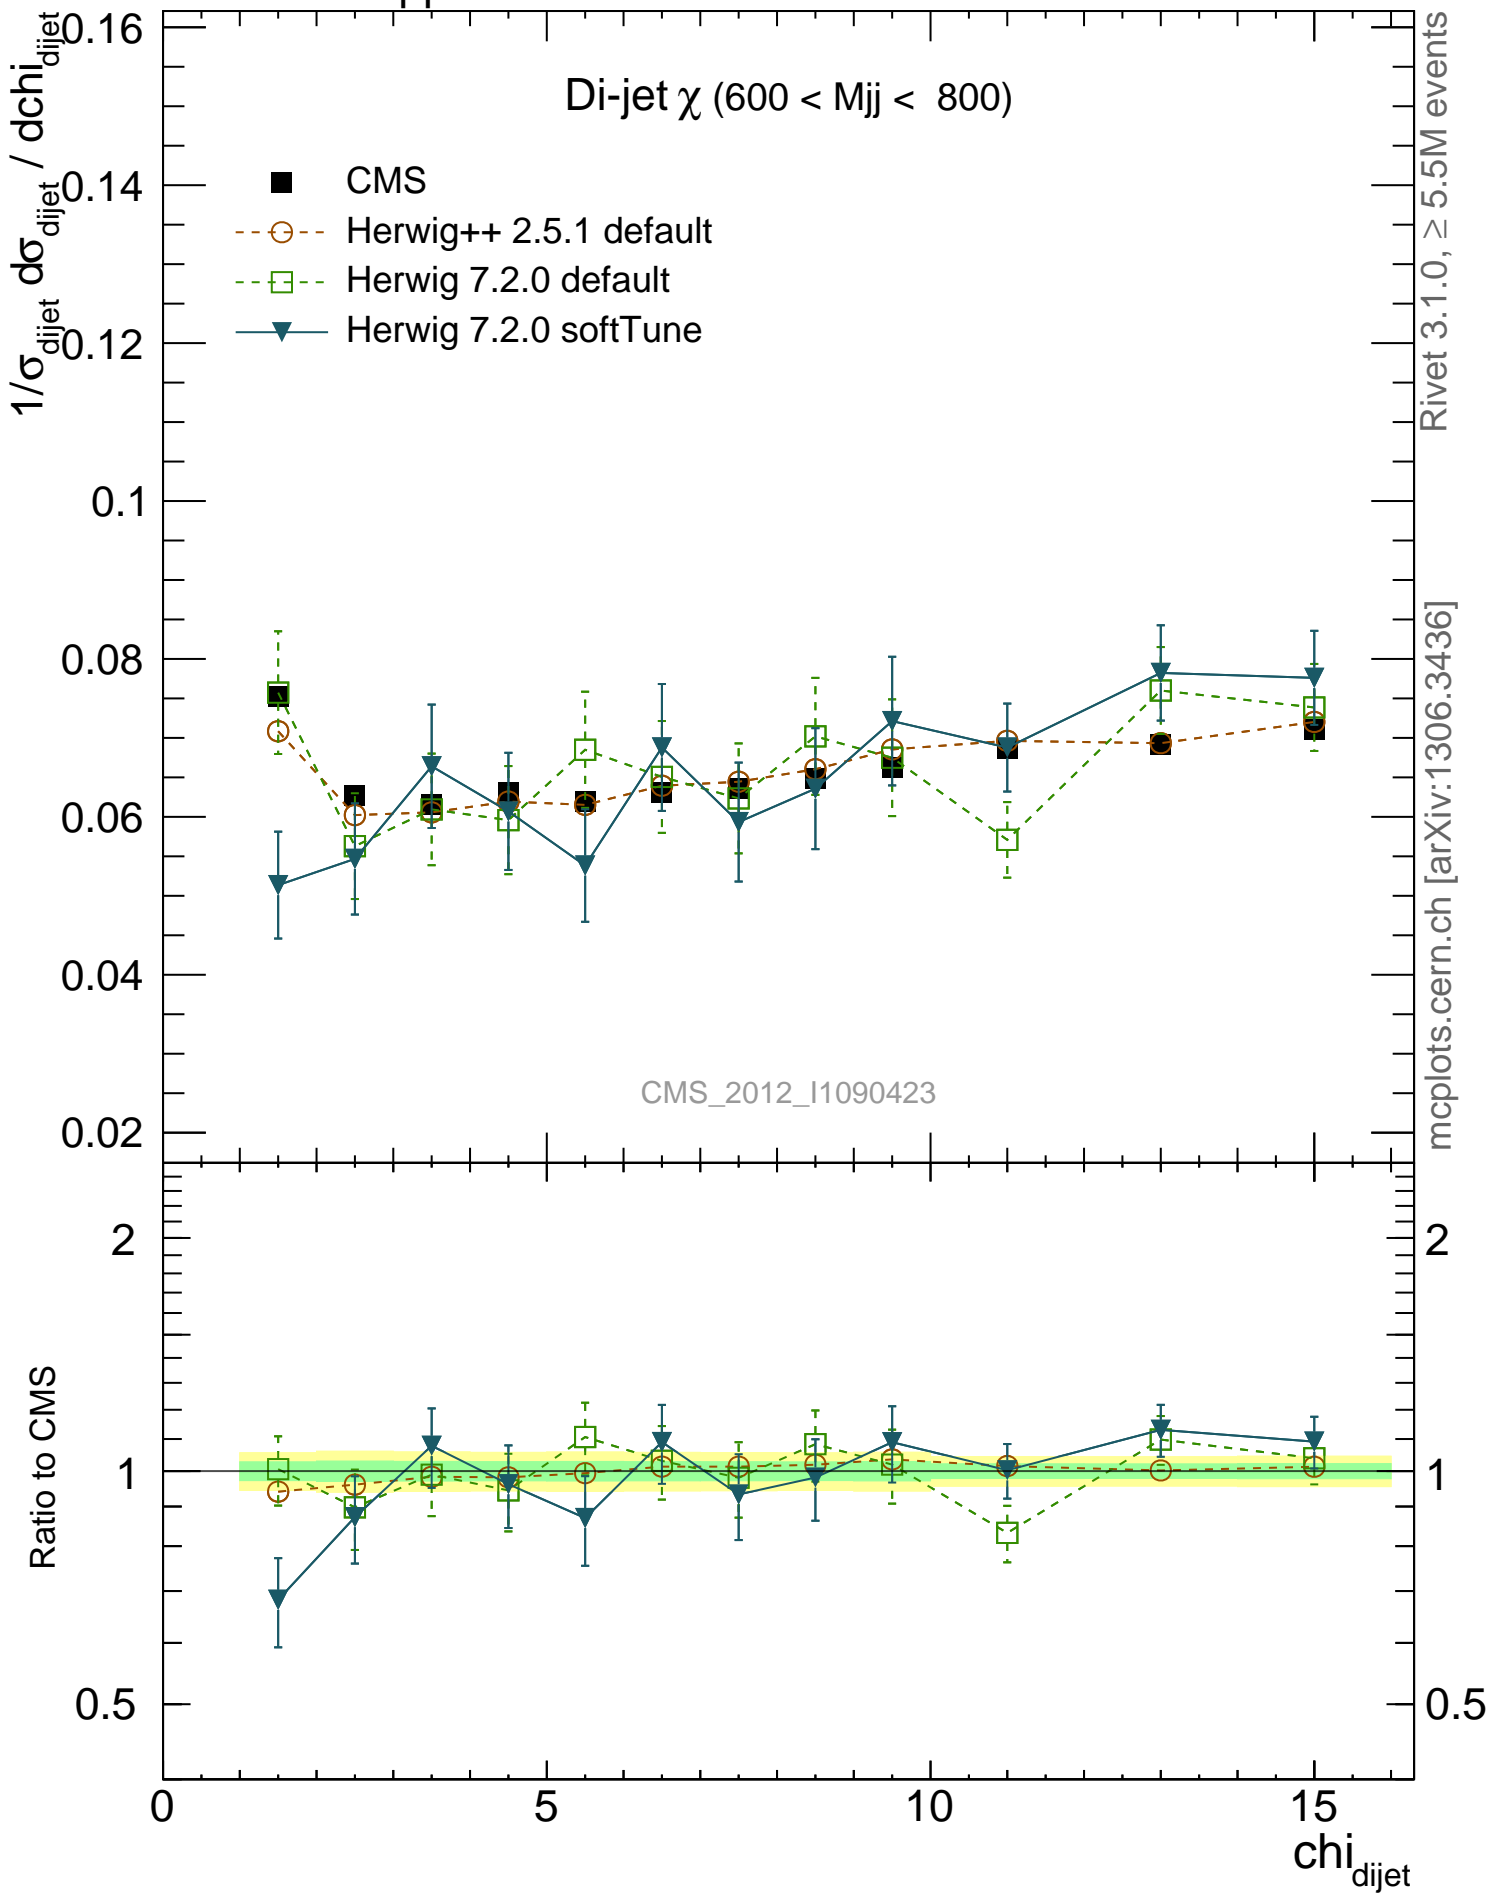 Di-jet χ (600 < Mjj < 800)
CMS
Herwig++ 2.5.1 default
Herwig 7.2.0 default
Herwig 7.2.0 softTune
1/σdijet dσdijet / dchidijet
0.16
0.14
0.12
0.1
0.08
0.06
0.04
0.02
CMS_2012_I1090423
Rivet 3.1.0, ≥ 5.5M events
mcplots.cern.ch [arXiv:1306.3436]
Ratio to CMS
2
1
0.5
2
1
0.5
0 5 10 15
chidijet